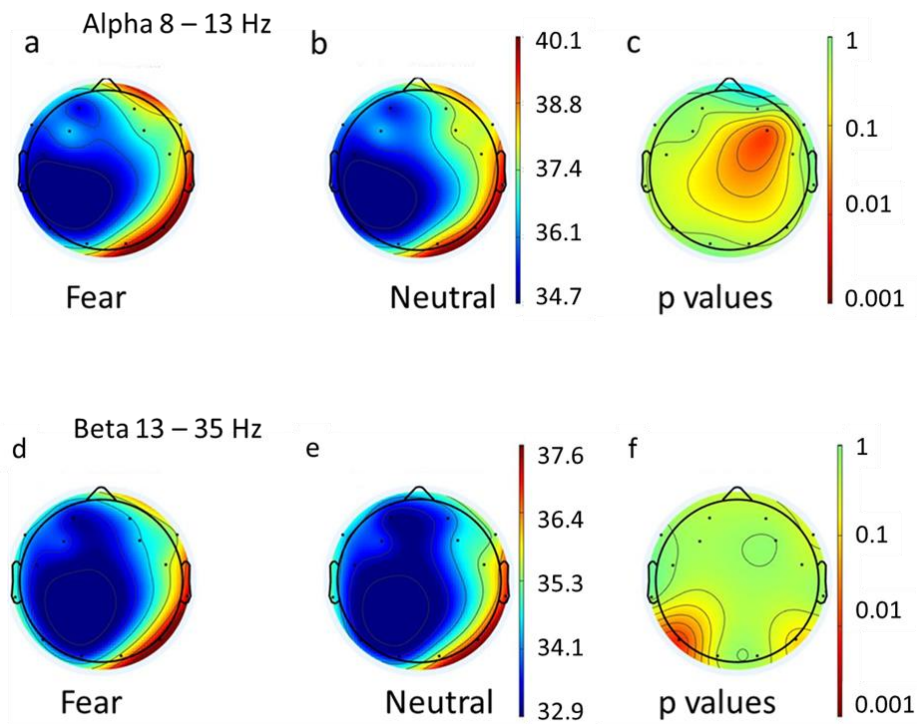 Alpha 8 – 13 Hz
a
b
c
40.1
38.8
37.4
36.1
34.7
1
0.1
0.01
0.001
Fear
Neutral
p values
Beta 13 – 35 Hz
d
e
f
37.6
36.4
35.3
34.1
32.9
1
0.1
0.01
0.001
Fear
Neutral
p values